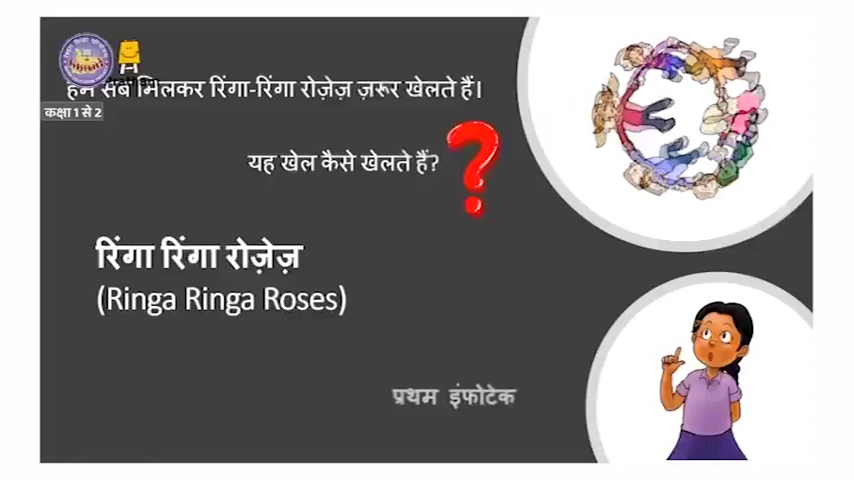 हम सब मिलकर रिंगा-रिंगा रोज़ेज़ ज़रूर खेलते हैं।
कक्षा 1 से 2
यह खेल कैसे खेलते हैं?
रिंगा रिंगा रोज़ेज़
(Ringa Ringa Roses)
प्रथम इंफोटेक